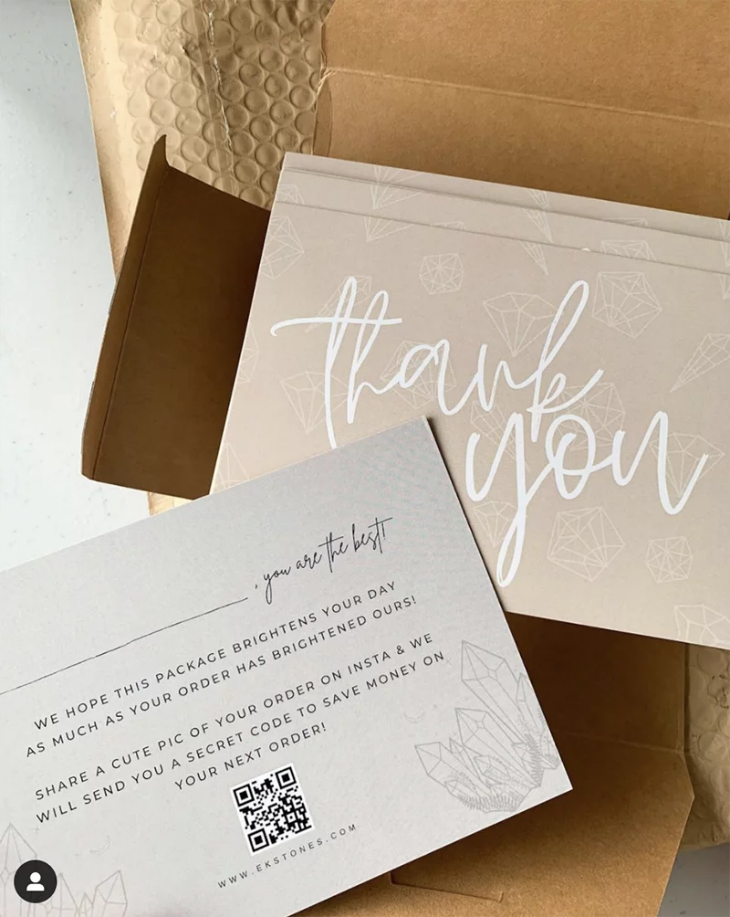 thank
you
, you are the best!
WE HOPE THIS PACKAGE BRIGHTENS YOUR DAY
AS MUCH AS YOUR ORDER HAS BRIGHTENED OURS!
SHARE A CUTE PIC OF YOUR ORDER ON INSTA & WE
WILL SEND YOU A SECRET CODE TO SAVE MONEY ON
YOUR NEXT ORDER!
WWW.EKSTONES.COM